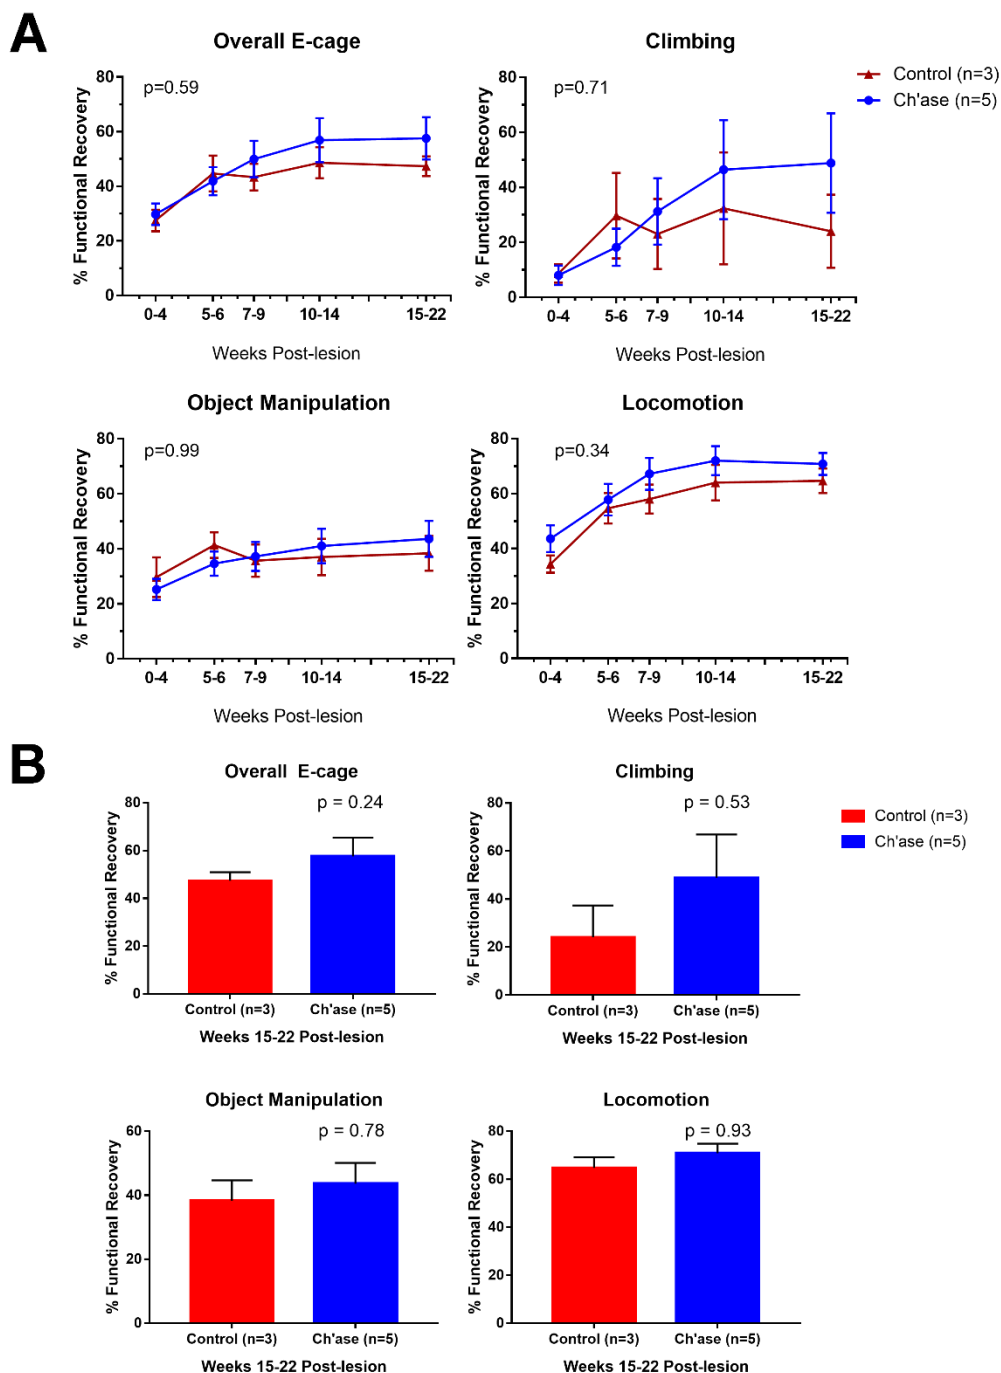 A
Overall E-cage
p=0.59
% Functional Recovery
80
60
40
20
0
0-4 5-6 7-9 10-14 15-22
Weeks Post-lesion
Climbing
p=0.71
% Functional Recovery
80
60
40
20
0
0-4 5-6 7-9 10-14 15-22
Weeks Post-lesion
Control (n=3)
Ch'ase (n=5)
Object Manipulation
p=0.99
% Functional Recovery
80
60
40
20
0
0-4 5-6 7-9 10-14 15-22
Weeks Post-lesion
Locomotion
p=0.34
% Functional Recovery
80
60
40
20
0
0-4 5-6 7-9 10-14 15-22
Weeks Post-lesion
B
Overall E-cage
p = 0.24
% Functional Recovery
80
60
40
20
0
Control (n=3) Ch'ase (n=5)
Weeks 15-22 Post-lesion
Climbing
p = 0.53
% Functional Recovery
80
60
40
20
0
Control (n=3) Ch'ase (n=5)
Weeks 15-22 Post-lesion
Control (n=3)
Ch'ase (n=5)
Object Manipulation
p = 0.78
% Functional Recovery
60
40
20
0
Control (n=3) Ch'ase (n=5)
Weeks 15-22 Post-lesion
Locomotion
p = 0.93
% Functional Recovery
80
60
40
20
0
Control (n=3) Ch'ase (n=5)
Weeks 15-22 Post-lesion